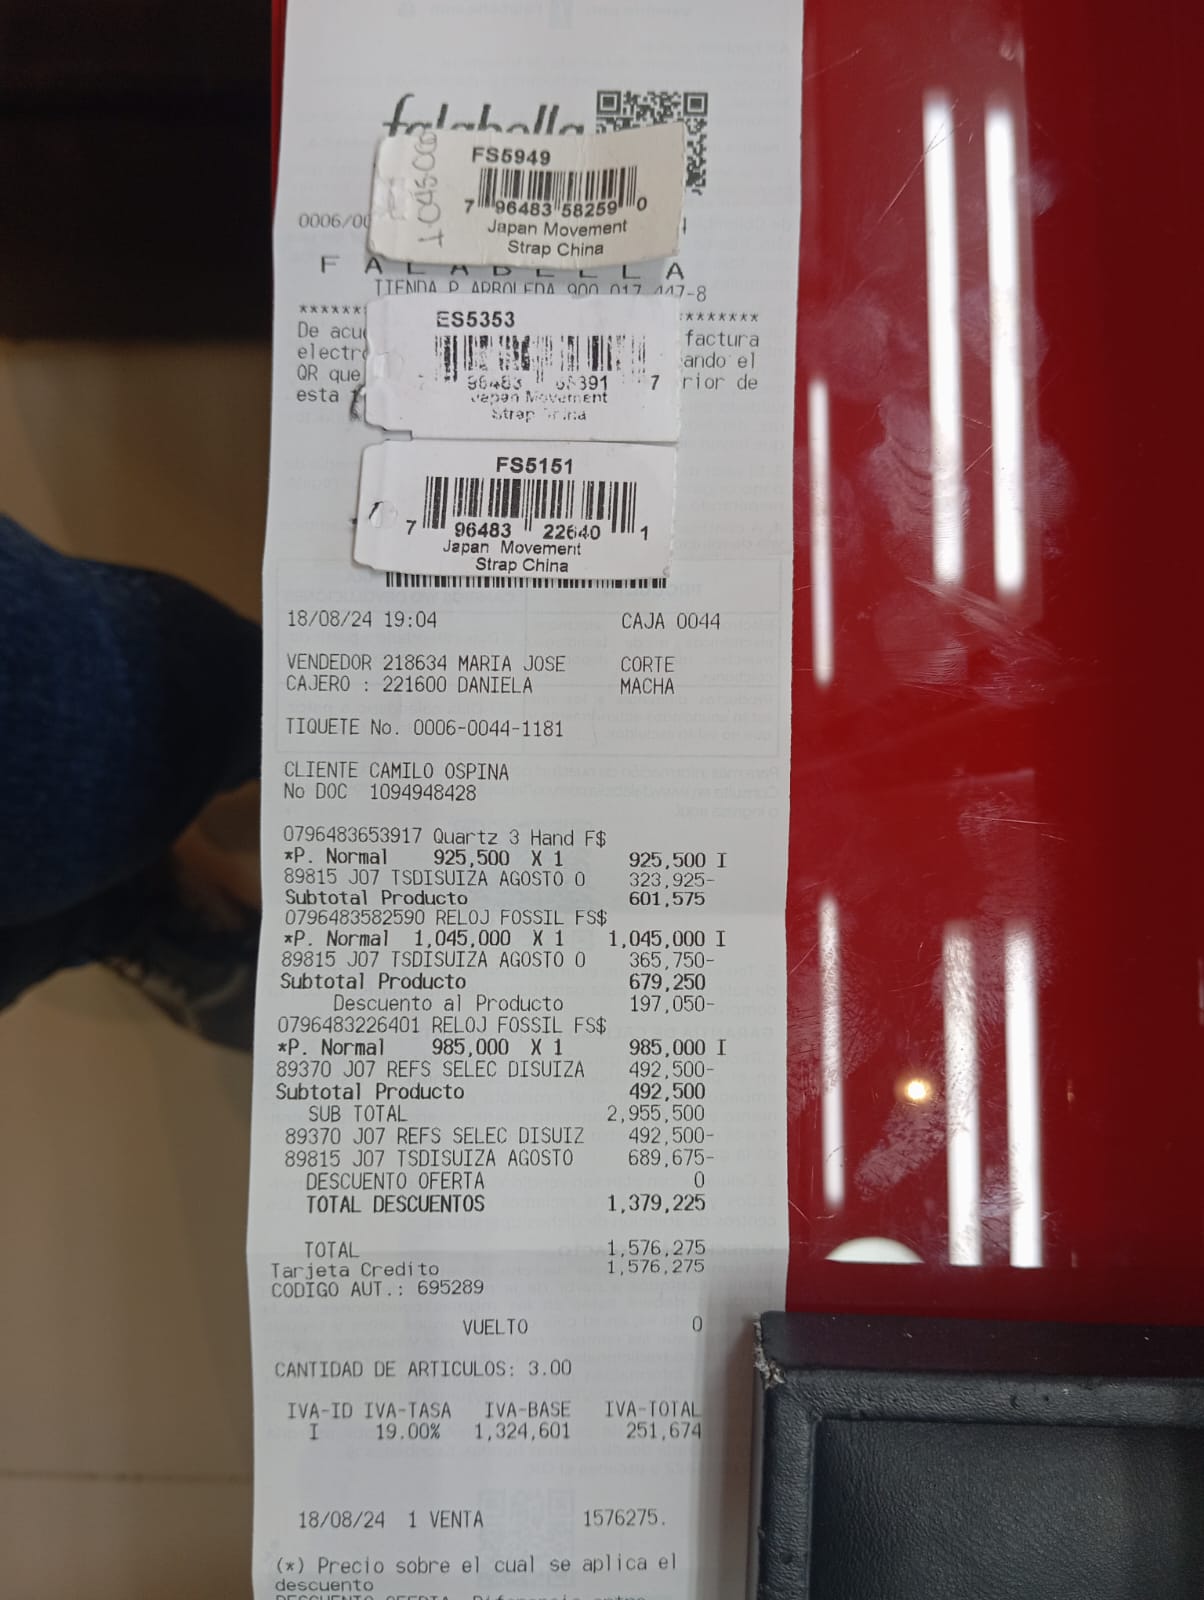 falabella
FS5949
1.045.000
7 96483 58259 0
Japan Movement
Strap China
0006/00
F A L A B E L L A
TIENDA P ARBOLEDA 900 017 447-8
De acu factura
ES5353
electr ando el
QR que rior de
esta
96483 65391 7
Japan Movement
Strap China
FS5151
7 96483 22640 1
Japan Movement
Strap China
18/08/24 19:04 CAJA 0044
VENDEDOR 218634 MARIA JOSE CORTE
CAJERO : 221600 DANIELA MACHA
TIQUETE No. 0006-0044-1181
CLIENTE CAMILO OSPINA
No DOC 1094948428
0796483653917 Quartz 3 Hand F$
*P. Normal 925,500 X 1 925,500 I
89815 J07 TSDISUIZA AGOSTO 0 323,925-
Subtotal Producto 601,575
0796483582590 RELOJ FOSSIL FS$
*P. Normal 1,045,000 X 1 1,045,000 I
89815 J07 TSDISUIZA AGOSTO 0 365,750-
Subtotal Producto 679,250
Descuento al Producto 197,050-
0796483226401 RELOJ FOSSIL FS$
*P. Normal 985,000 X 1 985,000 I
89370 J07 REFS SELEC DISUIZA 492,500-
Subtotal Producto 492,500
SUB TOTAL 2,955,500
89370 J07 REFS SELEC DISUIZ 492,500-
89815 J07 TSDISUIZA AGOSTO 689,675-
DESCUENTO OFERTA 0
TOTAL DESCUENTOS 1,379,225
TOTAL 1,576,275
Tarjeta Credito 1,576,275
CODIGO AUT.: 695289
VUELTO 0
CANTIDAD DE ARTICULOS: 3.00
IVA-ID IVA-TASA IVA-BASE IVA-TOTAL
I 19.00% 1,324,601 251,674
18/08/24 1 VENTA 1576275.
(*) Precio sobre el cual se aplica el
descuento